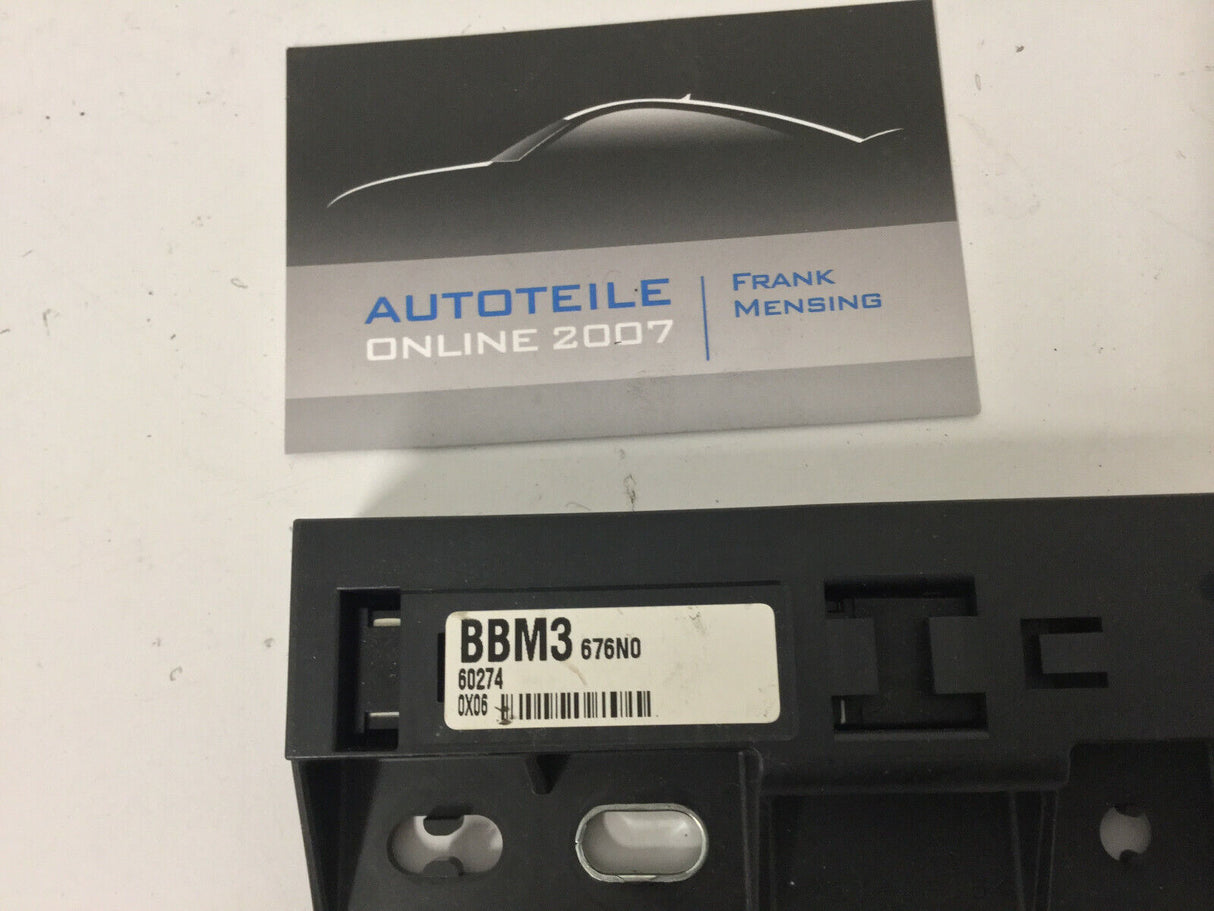 AUTOTEILE
ONLINE 2007
FRANK
MENSING
BBM3 676N0
60274
0X06